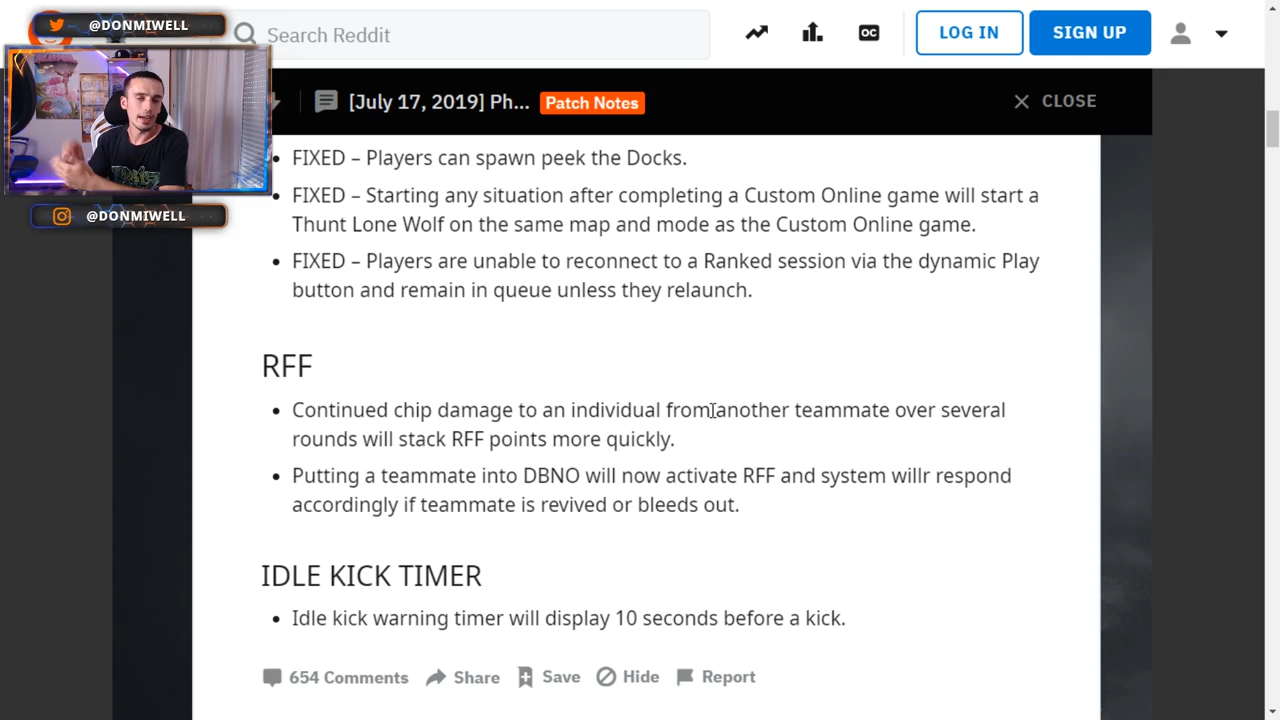 @DONMIWELL
Search Reddit
OC
LOG IN
SIGN UP
[July 17, 2019] Ph...
Patch Notes
CLOSE
@DONMIWELL
• FIXED – Players can spawn peek the Docks.
• FIXED – Starting any situation after completing a Custom Online game will start a
Thunt Lone Wolf on the same map and mode as the Custom Online game.
• FIXED – Players are unable to reconnect to a Ranked session via the dynamic Play
button and remain in queue unless they relaunch.
RFF
• Continued chip damage to an individual from another teammate over several
rounds will stack RFF points more quickly.
• Putting a teammate into DBNO will now activate RFF and system willr respond
accordingly if teammate is revived or bleeds out.
IDLE KICK TIMER
• Idle kick warning timer will display 10 seconds before a kick.
654 Comments
Share
Save
Hide
Report